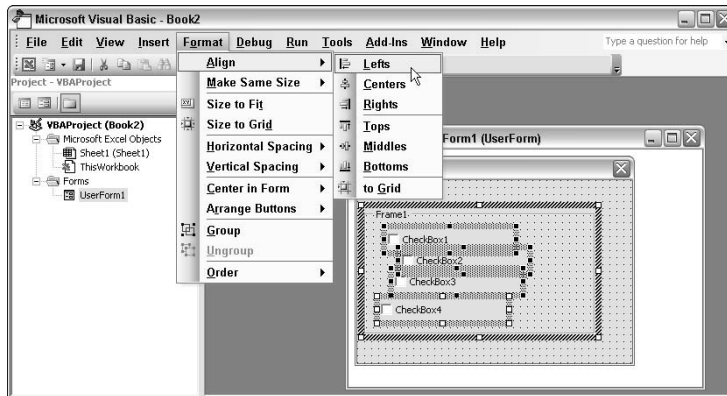 Microsoft Visual Basic - Book2
File Edit View Insert Format Debug Run Tools Add-Ins Window Help
Type a question for help
Project - VBAProject
VBAProject (Book2)
Microsoft Excel Objects
Sheet1 (Sheet1)
ThisWorkbook
Forms
UserForm1
Align
Make Same Size
Size to Fit
Size to Grid
Horizontal Spacing
Vertical Spacing
Center in Form
Arrange Buttons
Group
Ungroup
Order
Lefts
Centers
Rights
Tops
Middles
Bottoms
to Grid
Form1 (UserForm)
Frame1
CheckBox1
CheckBox2
CheckBox3
CheckBox4